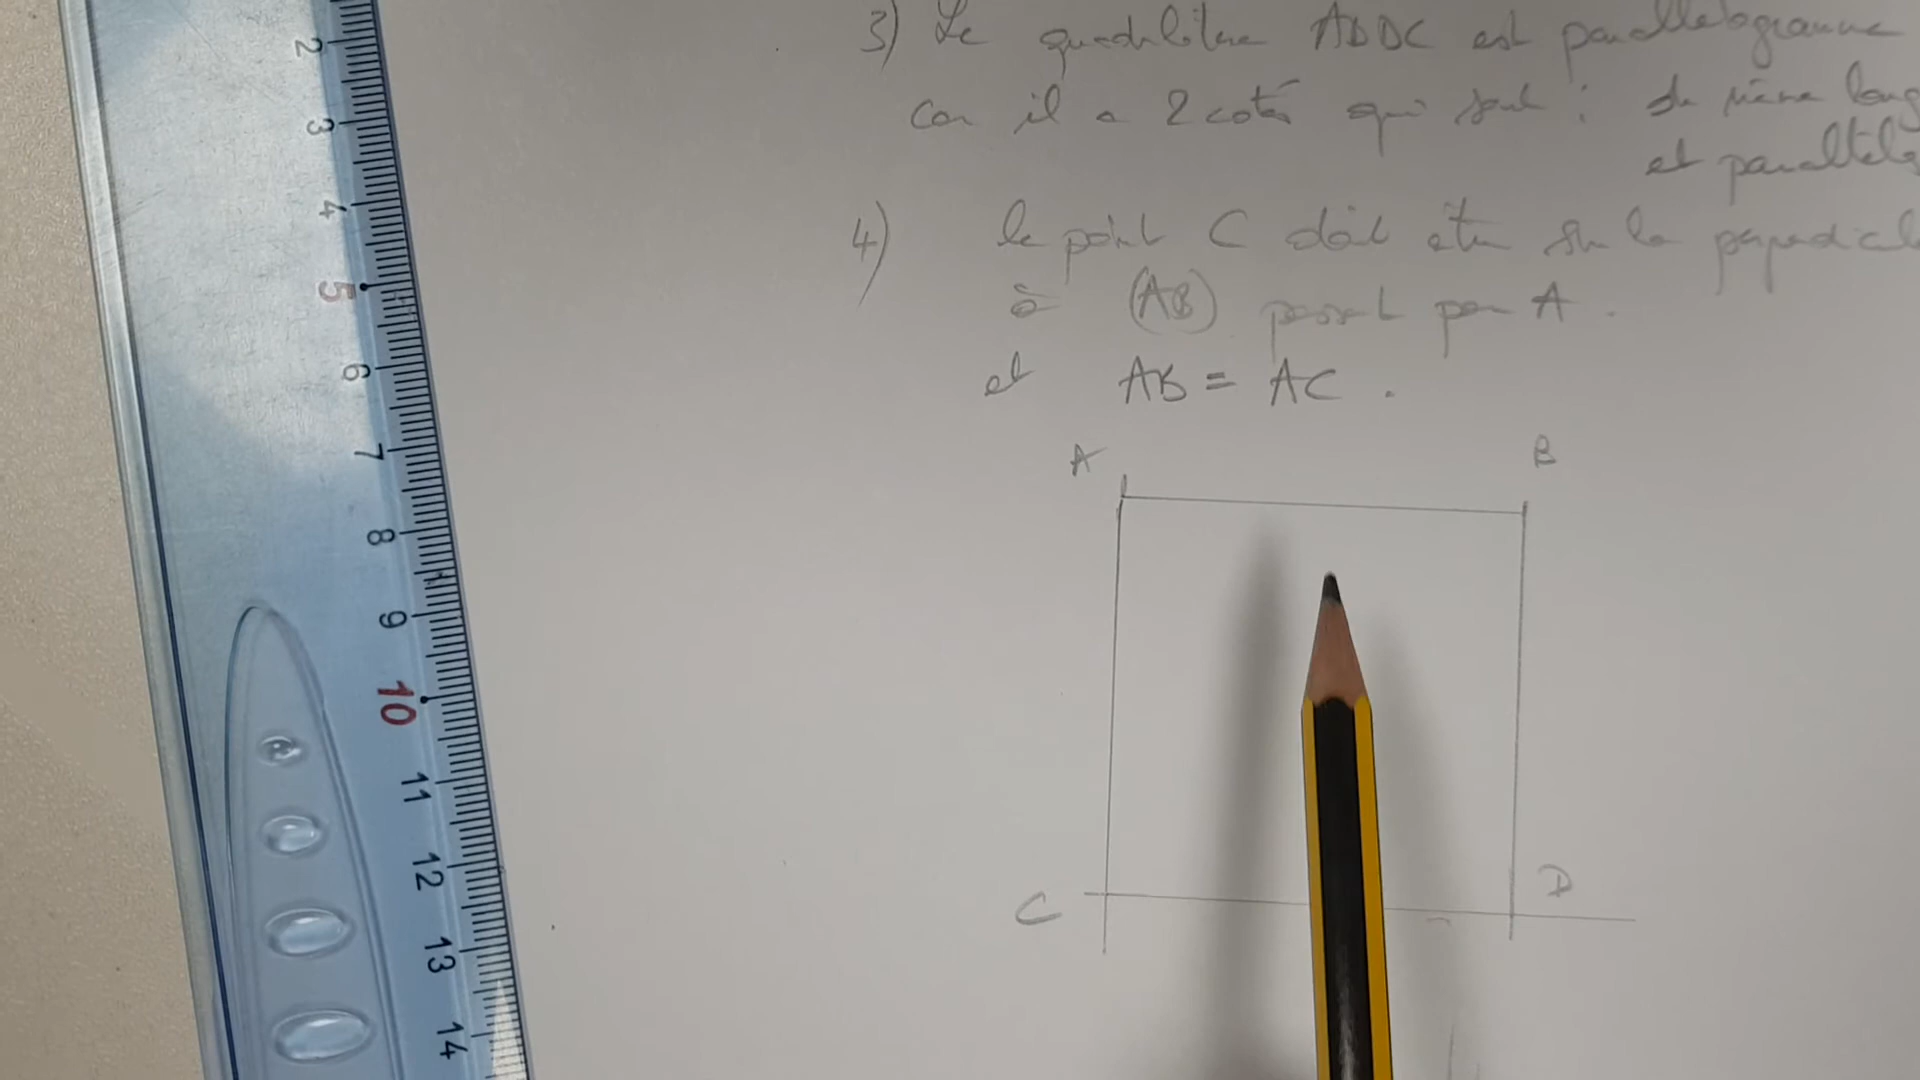 3) Le quadrilatère ABDC est parallélogramme
car il a 2 cotés qui sont : de même long
et parallèle
4) le point C doit être sur la perpendicul
à (AB) passant par A .
et AB = AC .
A B
C D
2
3
4
5
6
7
8
9
10
11
12
13
14